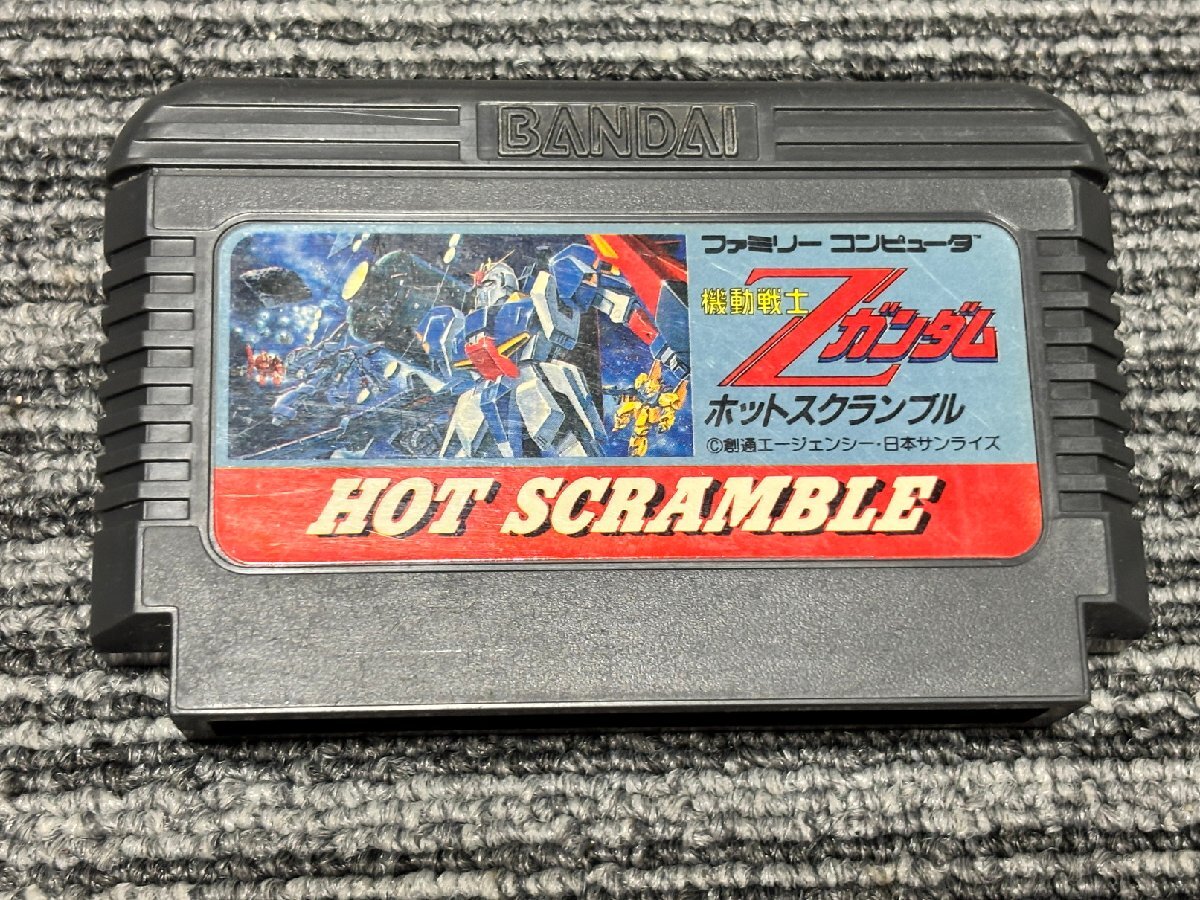 BANDAI
ファミリー コンピュータ™
機動戦士
Zガンダム
ホットスクランブル
©創通エージェンシー・日本サンライズ
HOT SCRAMBLE